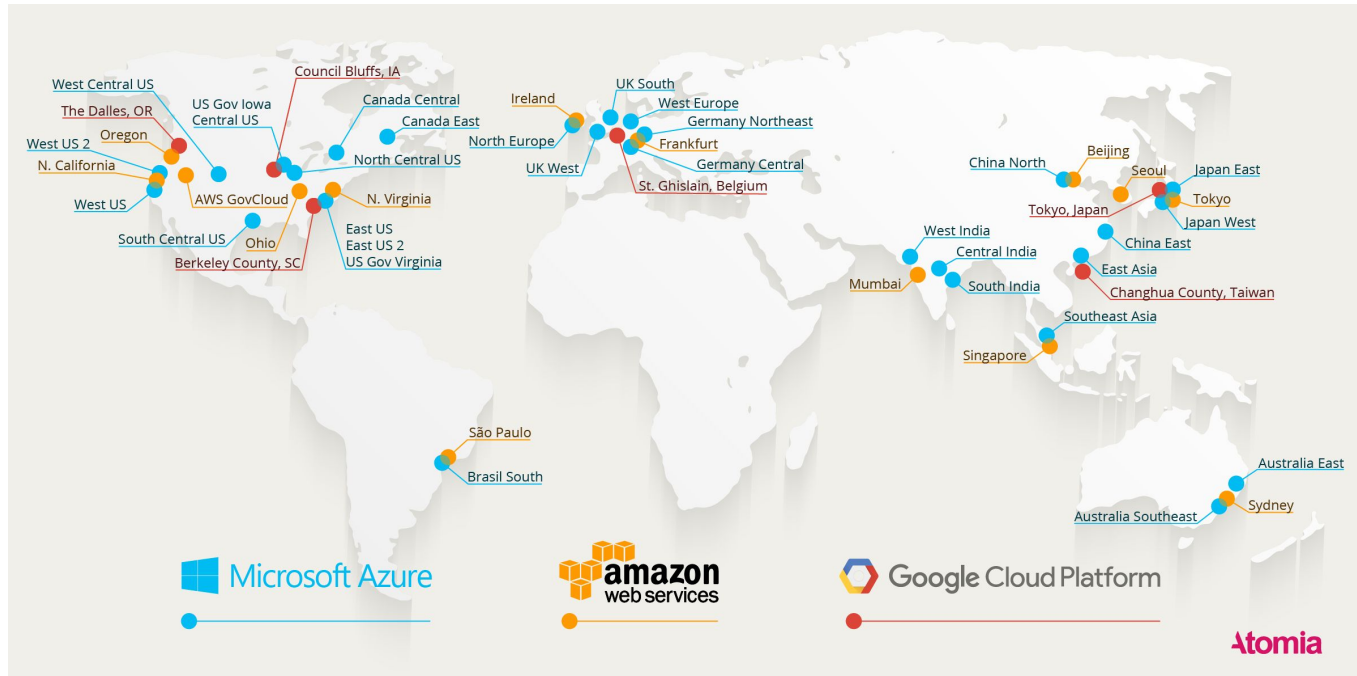 West Central US
Council Bluffs, IA
The Dalles, OR
US Gov Iowa
Central US
Canada Central
Oregon
Canada East
West US 2
North Central US
N. California
AWS GovCloud
N. Virginia
West US
South Central US
Ohio
East US
East US 2
US Gov Virginia
Berkeley County, SC
UK South
Ireland
West Europe
Germany Northeast
North Europe
Frankfurt
UK West
Germany Central
St. Ghislain, Belgium
China North
Beijing
Seoul
Japan East
Tokyo, Japan
Tokyo
Japan West
West India
China East
Central India
East Asia
Mumbai
South India
Changhua County, Taiwan
Southeast Asia
Singapore
São Paulo
Brasil South
Australia East
Sydney
Australia Southeast
Microsoft Azure
amazon
web services
Google Cloud Platform
Atomia